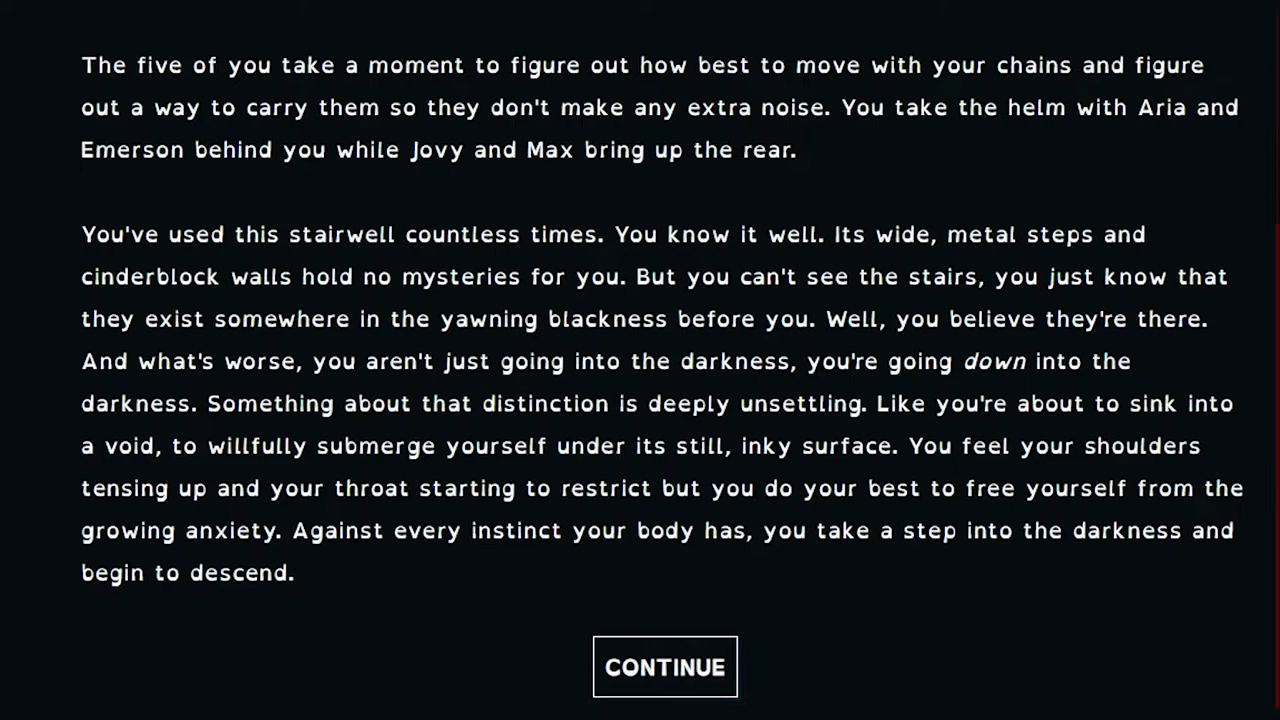 The five of you take a moment to figure out how best to move with your chains and figure
out a way to carry them so they don't make any extra noise. You take the helm with Aria and
Emerson behind you while Jovy and Max bring up the rear.
You've used this stairwell countless times. You know it well. Its wide, metal steps and
cinderblock walls hold no mysteries for you. But you can't see the stairs, you just know that
they exist somewhere in the yawning blackness before you. Well, you believe they're there.
And what's worse, you aren't just going into the darkness, you're going down into the
darkness. Something about that distinction is deeply unsettling. Like you're about to sink into
a void, to willfully submerge yourself under its still, inky surface. You feel your shoulders
tensing up and your throat starting to restrict but you do your best to free yourself from the
growing anxiety. Against every instinct your body has, you take a step into the darkness and
begin to descend.
CONTINUE